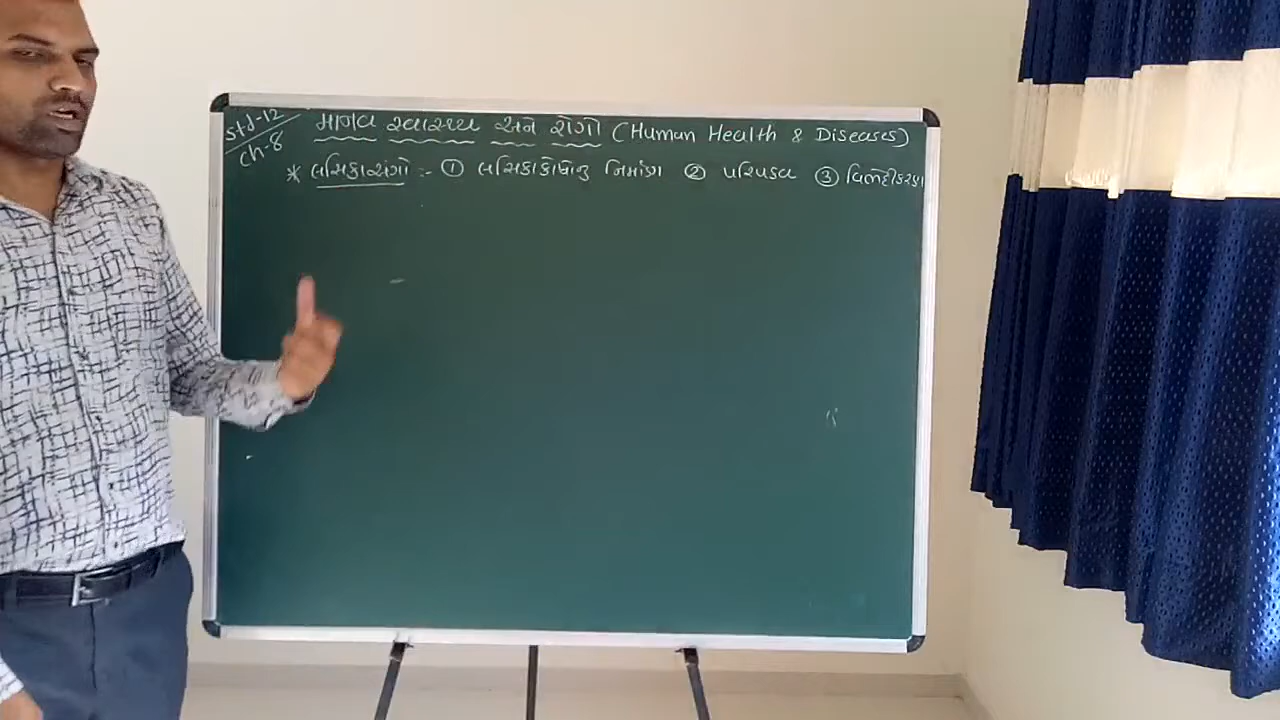 Std-12
ch-8
માનવ સ્વાસ્થ્ય અને રોગો (Human Health & Diseases)
* લસિકાઅંગો :- ① લસિકાકોષોનુ નિર્માણ ② પરિપક્વ ③ વિભેદીકરણ